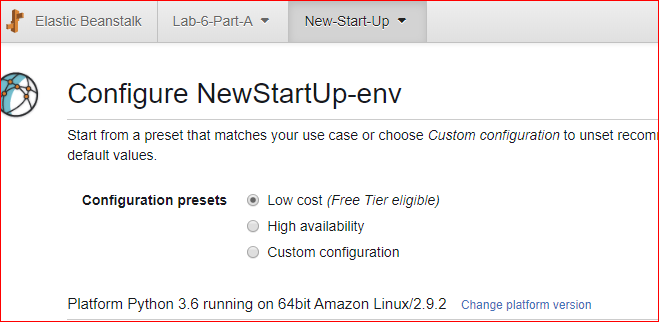 Elastic Beanstalk Lab-6-Part-A New-Start-Up
Configure NewStartUp-env
Start from a preset that matches your use case or choose Custom configuration to unset recom
default values.
Configuration presets Low cost (Free Tier eligible)
High availability
Custom configuration
Platform Python 3.6 running on 64bit Amazon Linux/2.9.2 Change platform version